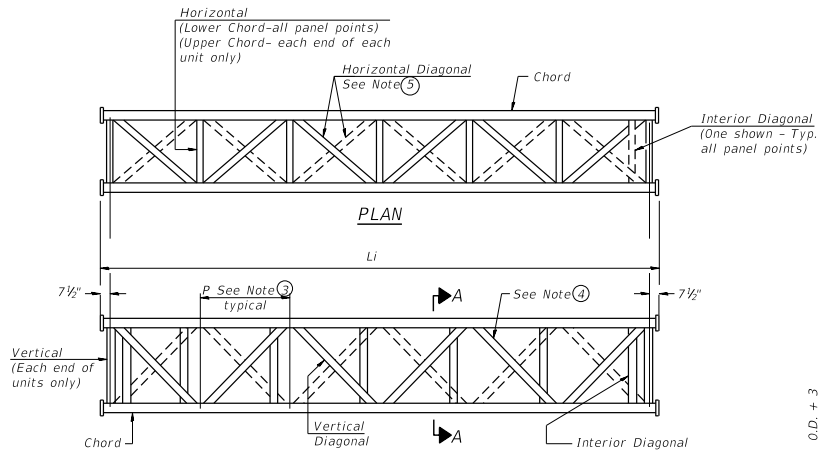 Horizontal
(Lower Chord-all panel points)
(Upper Chord- each end of each
unit only)
Horizontal Diagonal
See Note 5
Chord
Interior Diagonal
(One shown - Typ.
all panel points)
PLAN
Li
7½"
P See Note 3
typical
A
See Note 4
7½"
Vertical
(Each end of
units only)
Vertical
Diagonal
A
Chord
Interior Diagonal
O.D. + 3